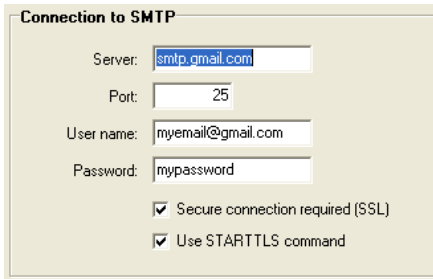 Connection to SMTP
Server: smtp.gmail.com
Port: 25
User name: myemail@gmail.com
Password: mypassword
Secure connection required (SSL)
Use STARTTLS command